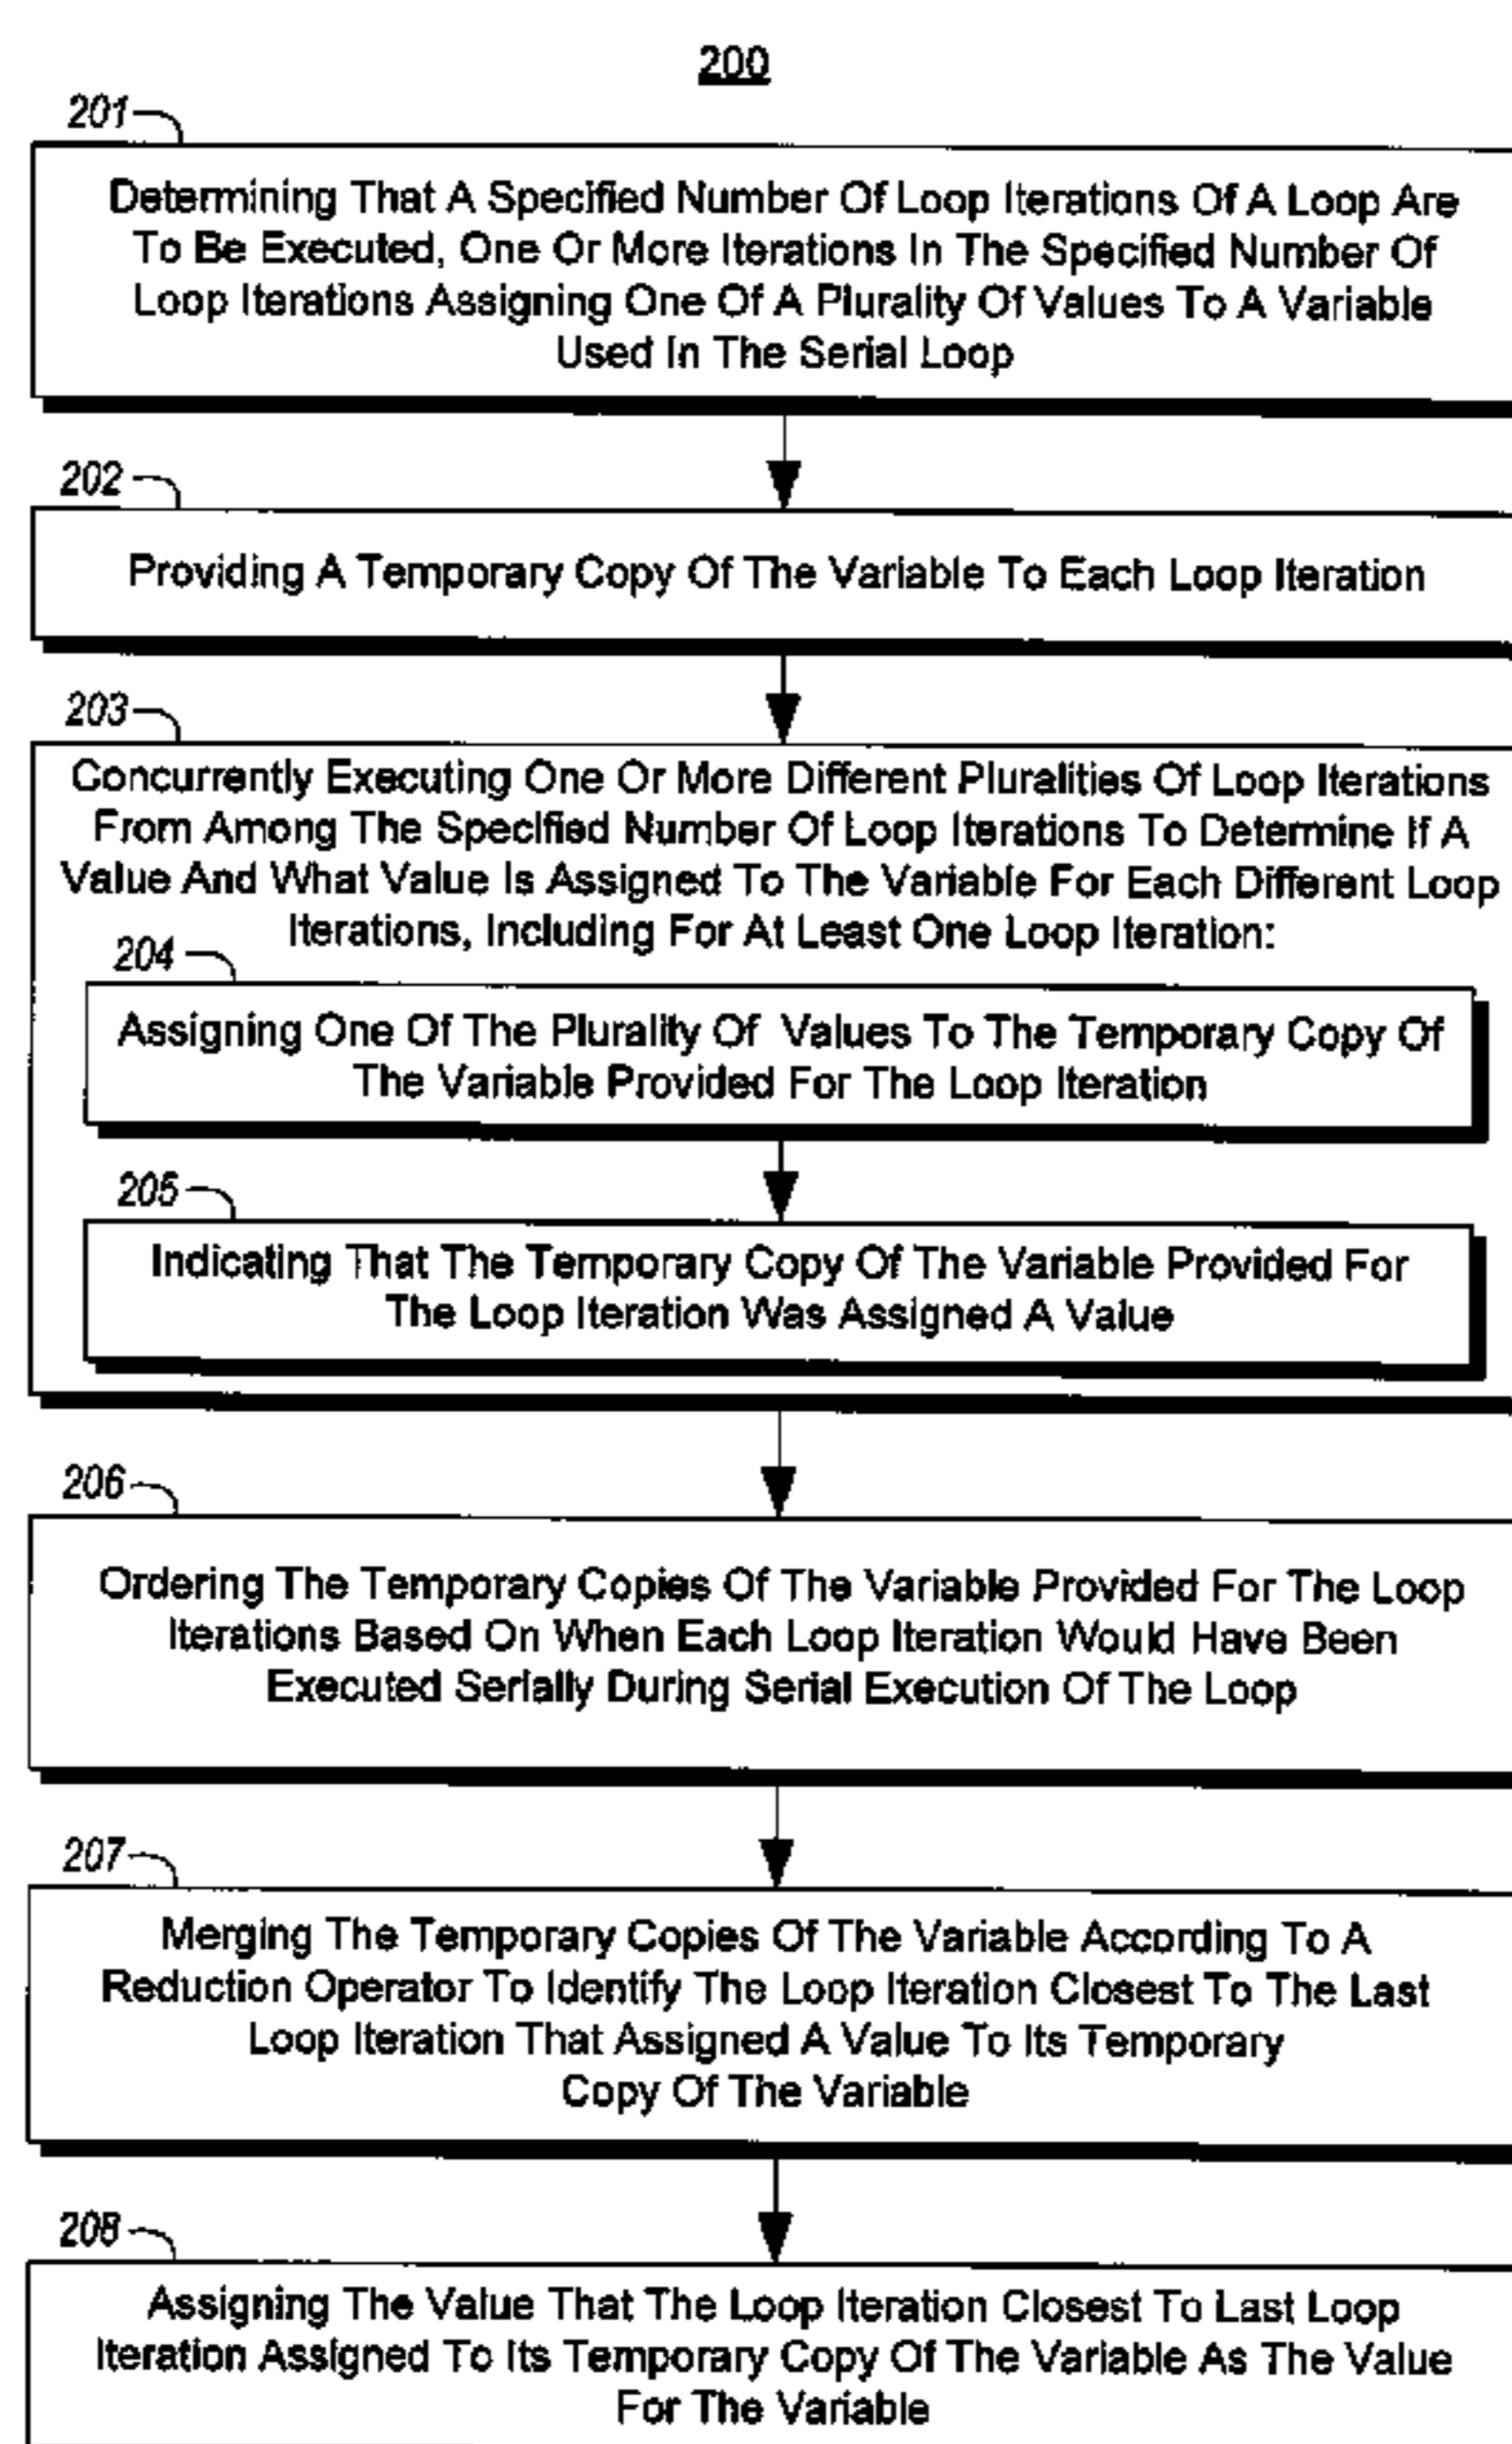 200
201
Determining That A Specified Number Of Loop Iterations Of A Loop Are
To Be Executed, One Or More Iterations In The Specified Number Of
Loop Iterations Assigning One Of A Plurality Of Values To A Variable
Used In The Serial Loop
202
Providing A Temporary Copy Of The Variable To Each Loop Iteration
203
Concurrently Executing One Or More Different Pluralities Of Loop Iterations
From Among The Specified Number Of Loop Iterations To Determine If A
Value And What Value Is Assigned To The Variable For Each Different Loop
Iterations, Including For At Least One Loop Iteration:
204
Assigning One Of The Plurality Of Values To The Temporary Copy Of
The Variable Provided For The Loop Iteration
205
Indicating That The Temporary Copy Of The Variable Provided For
The Loop Iteration Was Assigned A Value
206
Ordering The Temporary Copies Of The Variable Provided For The Loop
Iterations Based On When Each Loop Iteration Would Have Been
Executed Serially During Serial Execution Of The Loop
207
Merging The Temporary Copies Of The Variable According To A
Reduction Operator To Identify The Loop Iteration Closest To The Last
Loop Iteration That Assigned A Value To Its Temporary
Copy Of The Variable
208
Assigning The Value That The Loop Iteration Closest To Last Loop
Iteration Assigned To Its Temporary Copy Of The Variable As The Value
For The Variable